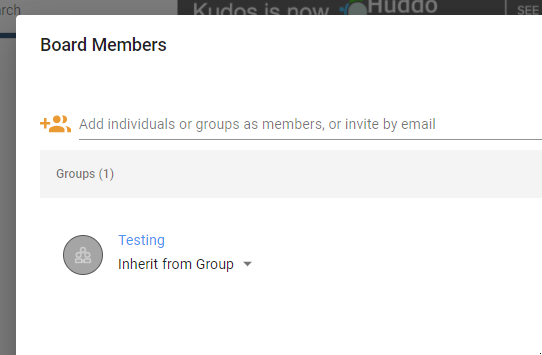 rch
Kudos is now Huddo
SEE
Board Members
Add individuals or groups as members, or invite by email
Groups (1)
Testing
Inherit from Group